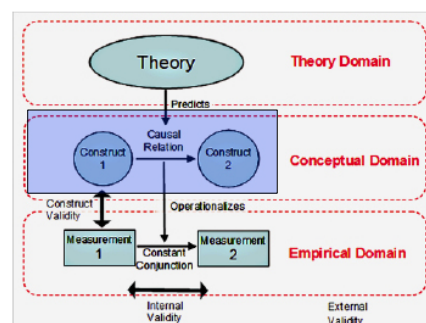 Theory
Theory Domain
Predicts
Causal
Relation
Construct
1
Construct
2
Conceptual Domain
Construct
Validity
Operationalizes
Measurement
1
Constant
Conjunction
Measurement
2
Empirical Domain
Internal
Validity
External
Validity